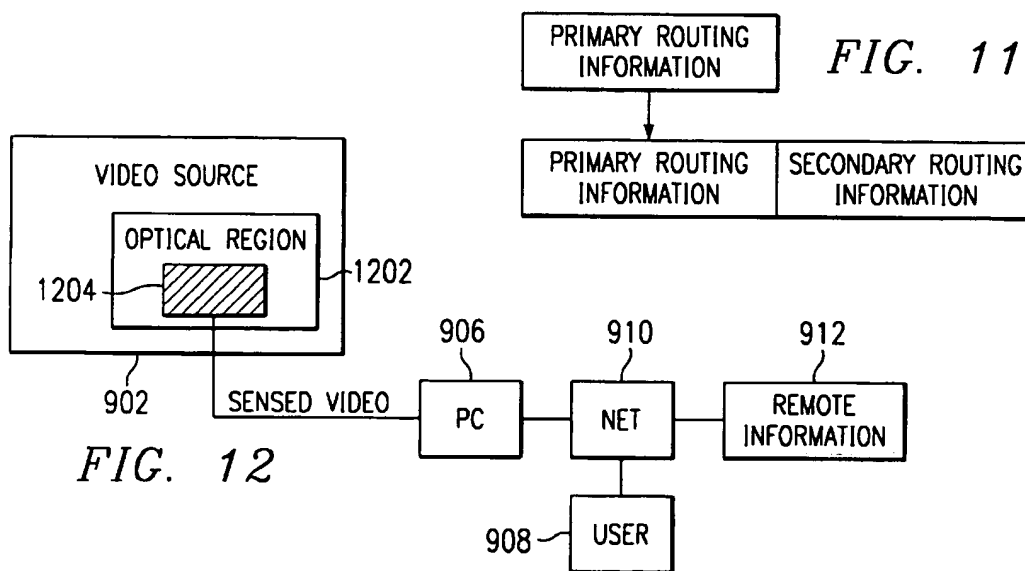 PRIMARY ROUTING
INFORMATION
FIG. 11
PRIMARY ROUTING
INFORMATION
SECONDARY ROUTING
INFORMATION
VIDEO SOURCE
OPTICAL REGION
1204
1202
902
SENSED VIDEO
906
PC
910
NET
912
REMOTE
INFORMATION
908
USER
FIG. 12